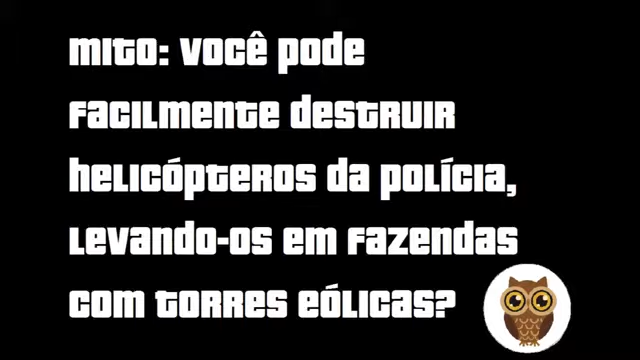 MITO: VOCÊ PODE
FACILMENTE DESTRUIR
HELICÓPTEROS DA POLÍCIA,
LEVANDO-OS EM FAZENDAS
COM TORRES EÓLICAS?